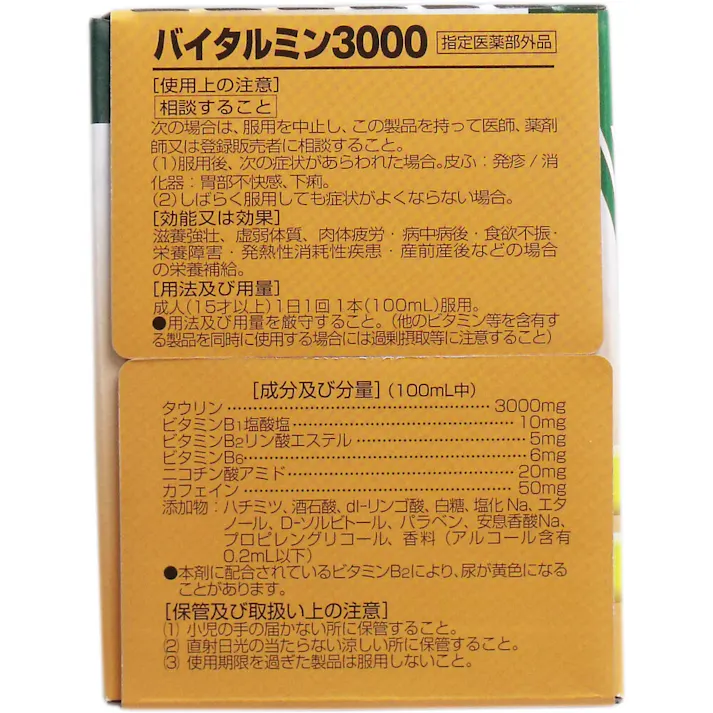 バイタルミン3000 指定医薬部外品
[使用上の注意]
相談すること
次の場合は、服用を中止し、この製品を持って医師、薬剤
師又は登録販売者に相談すること。
(1)服用後、次の症状があらわれた場合。皮ふ：発疹/消
化器：胃部不快感、下痢。
(2)しばらく服用しても症状がよくならない場合。
[効能又は効果]
滋養強壮、虚弱体質、肉体疲労・病中病後・食欲不振・
栄養障害・発熱性消耗性疾患・産前産後などの場合
の栄養補給。
[用法及び用量]
成人(15才以上)1日1回1本(100mL)服用。
●用法及び用量を厳守すること。(他のビタミン等を含有す
る製品を同時に使用する場合には過剰摂取等に注意すること)
[成分及び分量](100mL中)
タウリン…………3000mg
ビタミンB1塩酸塩…………10mg
ビタミンB2リン酸エステル…………5mg
ビタミンB6…………6mg
ニコチン酸アミド…………20mg
カフェイン…………50mg
添加物：ハチミツ、酒石酸、dl-リンゴ酸、白糖、塩化Na、エタ
ノール、D-ソルビトール、パラベン、安息香酸Na、
プロピレングリコール、香料(アルコール含有
0.2mL以下)
●本剤に配合されているビタミンB2により、尿が黄色になる
ことがあります。
[保管及び取扱い上の注意]
(1) 小児の手の届かない所に保管すること。
(2) 直射日光の当たらない涼しい所に保管すること。
(3) 使用期限を過ぎた製品は服用しないこと。